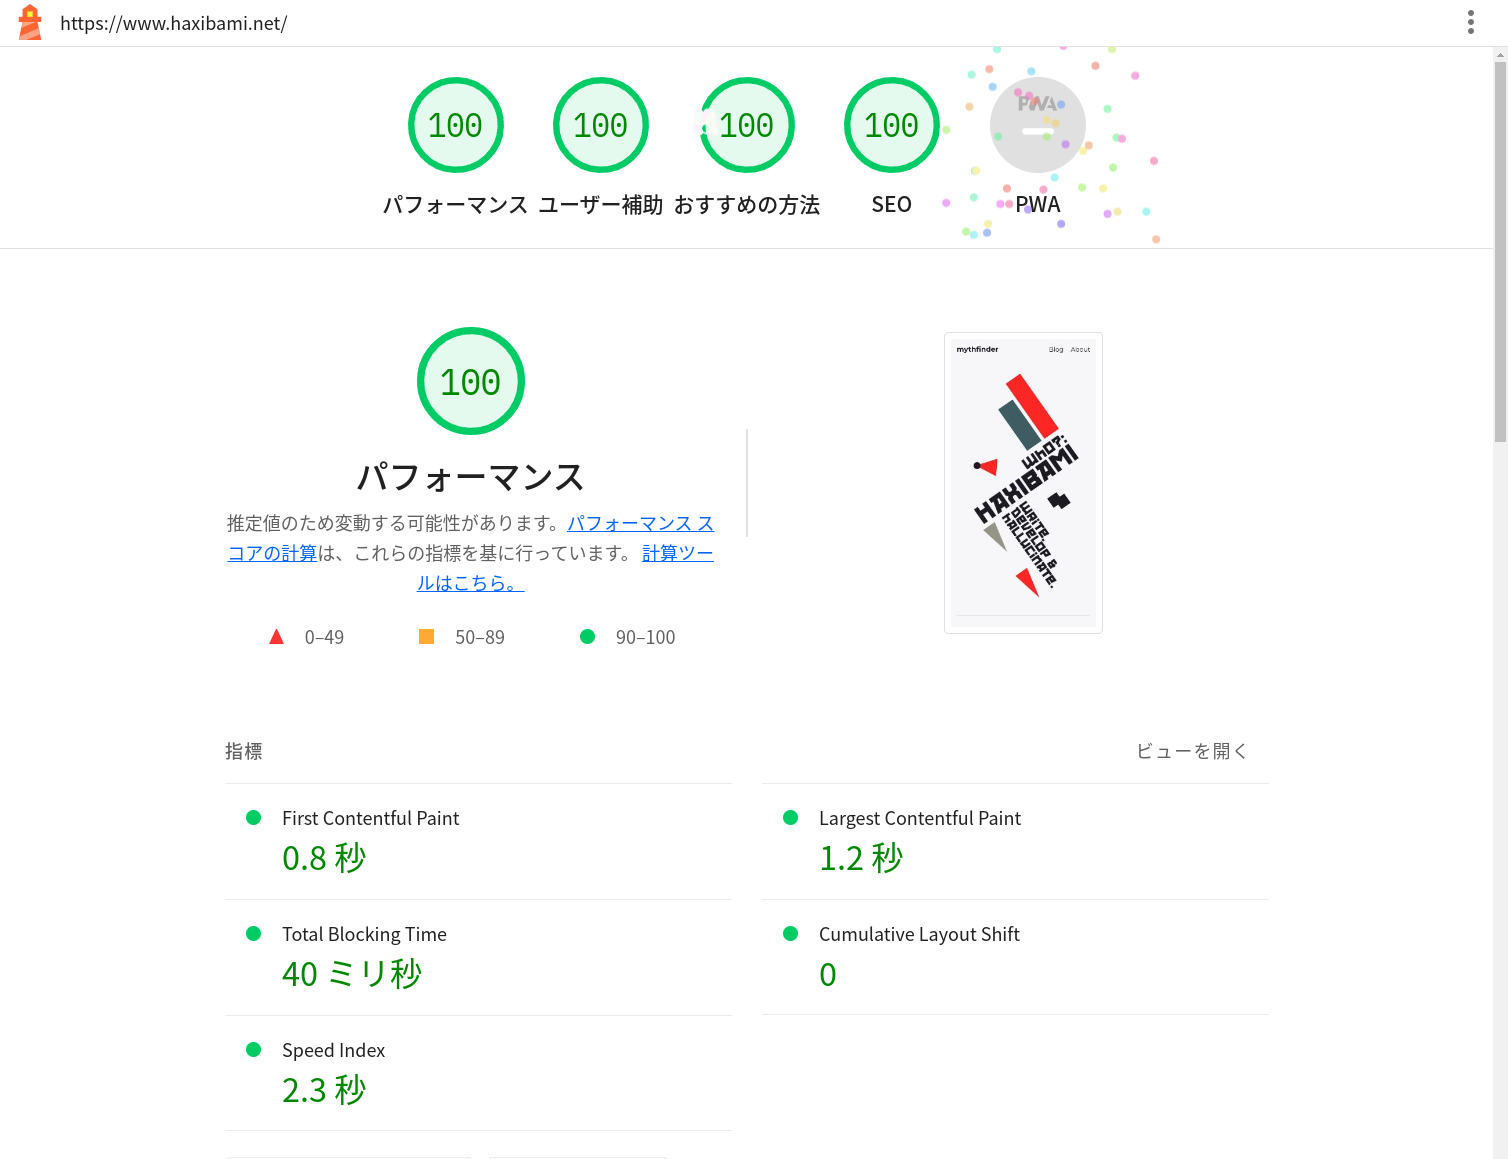 https://www.haxibami.net/
100
100
100
100
PWA
パフォーマンス
ユーザー補助
おすすめの方法
SEO
PWA
100
パフォーマンス
推定値のため変動する可能性があります。パフォーマンス ス
コアの計算は、これらの指標を基に行っています。 計算ツー
ルはこちら。
0–49
50–89
90–100
mythfinder
Blog
About
Who?:
HAXIBAMI
WRITE,
DEVELOP &
HALLUCINATE.
指標
ビューを開く
First Contentful Paint
0.8 秒
Largest Contentful Paint
1.2 秒
Total Blocking Time
40 ミリ秒
Cumulative Layout Shift
0
Speed Index
2.3 秒